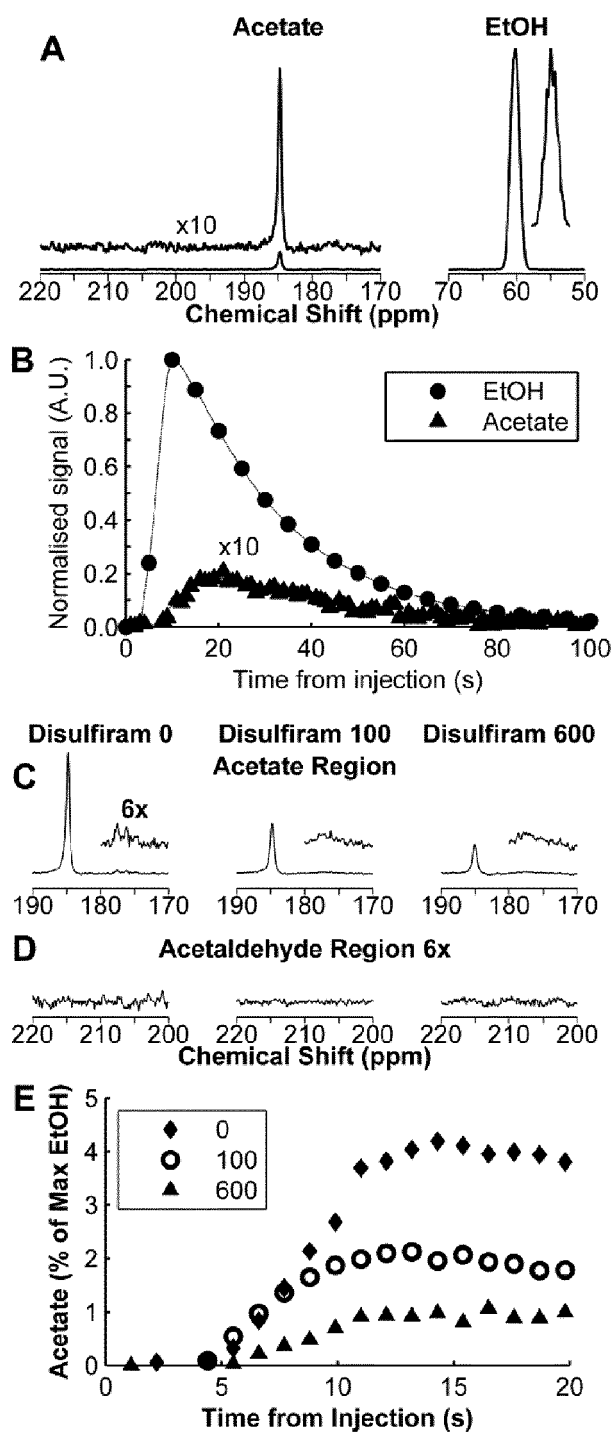 A
Acetate
EtOH
x10
220 210 200 190 180 170
70 60 50
Chemical Shift (ppm)
B
Normalised signal (A.U.)
1.0
0.8
0.6
0.4
0.2
0.0
EtOH
Acetate
x10
0 20 40 60 80 100
Time from injection (s)
Disulfiram 0 Disulfiram 100 Disulfiram 600
C
Acetate Region
6x
190 180 170 190 180 170 190 180 170
D
Acetaldehyde Region 6x
220 210 200 220 210 200 220 210 200
Chemical Shift (ppm)
E
Acetate (% of Max EtOH)
5
4
3
2
1
0
0
100
600
0 5 10 15 20
Time from Injection (s)